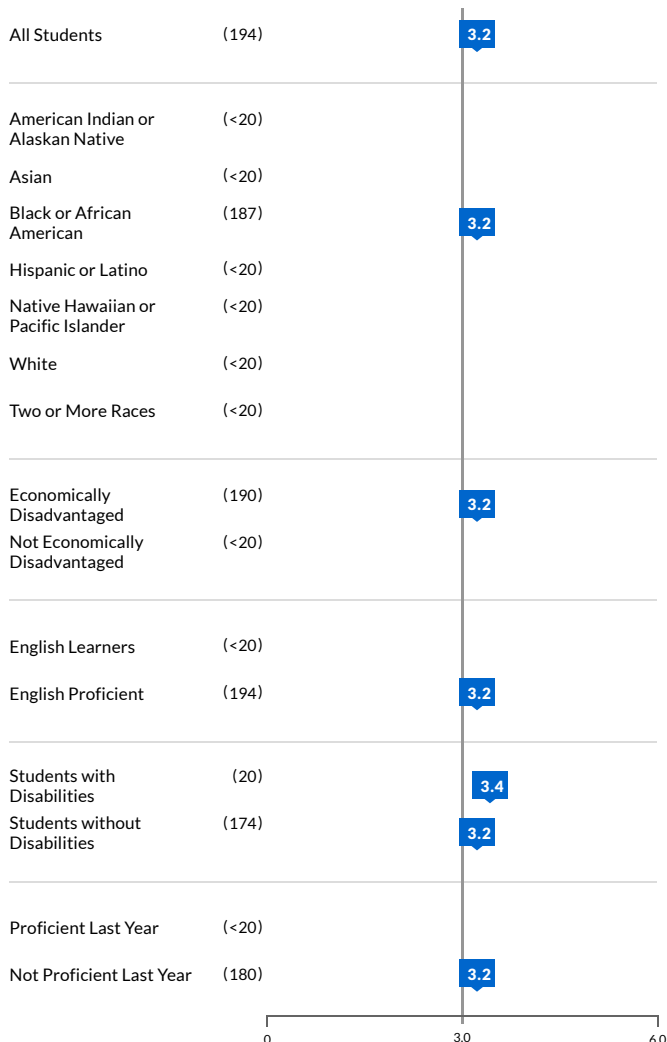 All Students (194) 3.2
American Indian or (<20)
Alaskan Native
Asian (<20)
Black or African (187) 3.2
American
Hispanic or Latino (<20)
Native Hawaiian or (<20)
Pacific Islander
White (<20)
Two or More Races (<20)
Economically (190) 3.2
Disadvantaged
Not Economically (<20)
Disadvantaged
English Learners (<20)
English Proficient (194) 3.2
Students with (20) 3.4
Disabilities
Students without (174) 3.2
Disabilities
Proficient Last Year (<20)
Not Proficient Last Year (180) 3.2
0 3.0 6.0